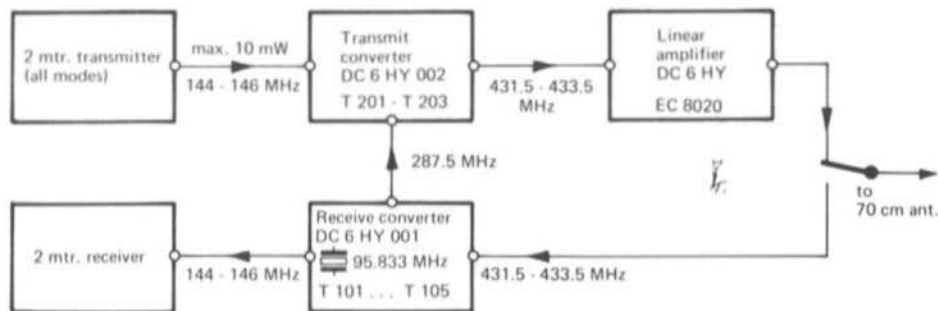 2 mtr. transmitter
(all modes)
max. 10 mW
144 - 146 MHz
Transmit
converter
DC 6 HY 002
T 201 - T 203
431.5 - 433.5
MHz
Linear
amplifier
DC 6 HY
EC 8020
287.5 MHz
to
70 cm ant.
2 mtr. receiver
144 - 146 MHz
Receive converter
DC 6 HY 001
95.833 MHz
T 101 . . . T 105
431.5 - 433.5 MHz